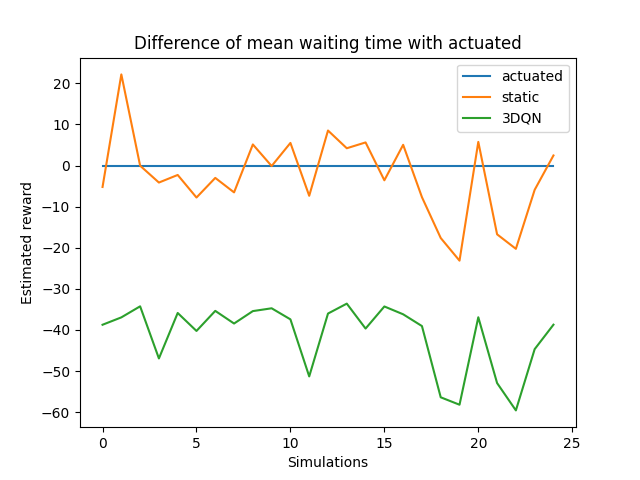 Difference of mean waiting time with actuated
actuated
static
3DQN
Estimated reward
20
10
0
−10
−20
−30
−40
−50
−60
0 5 10 15 20 25
Simulations